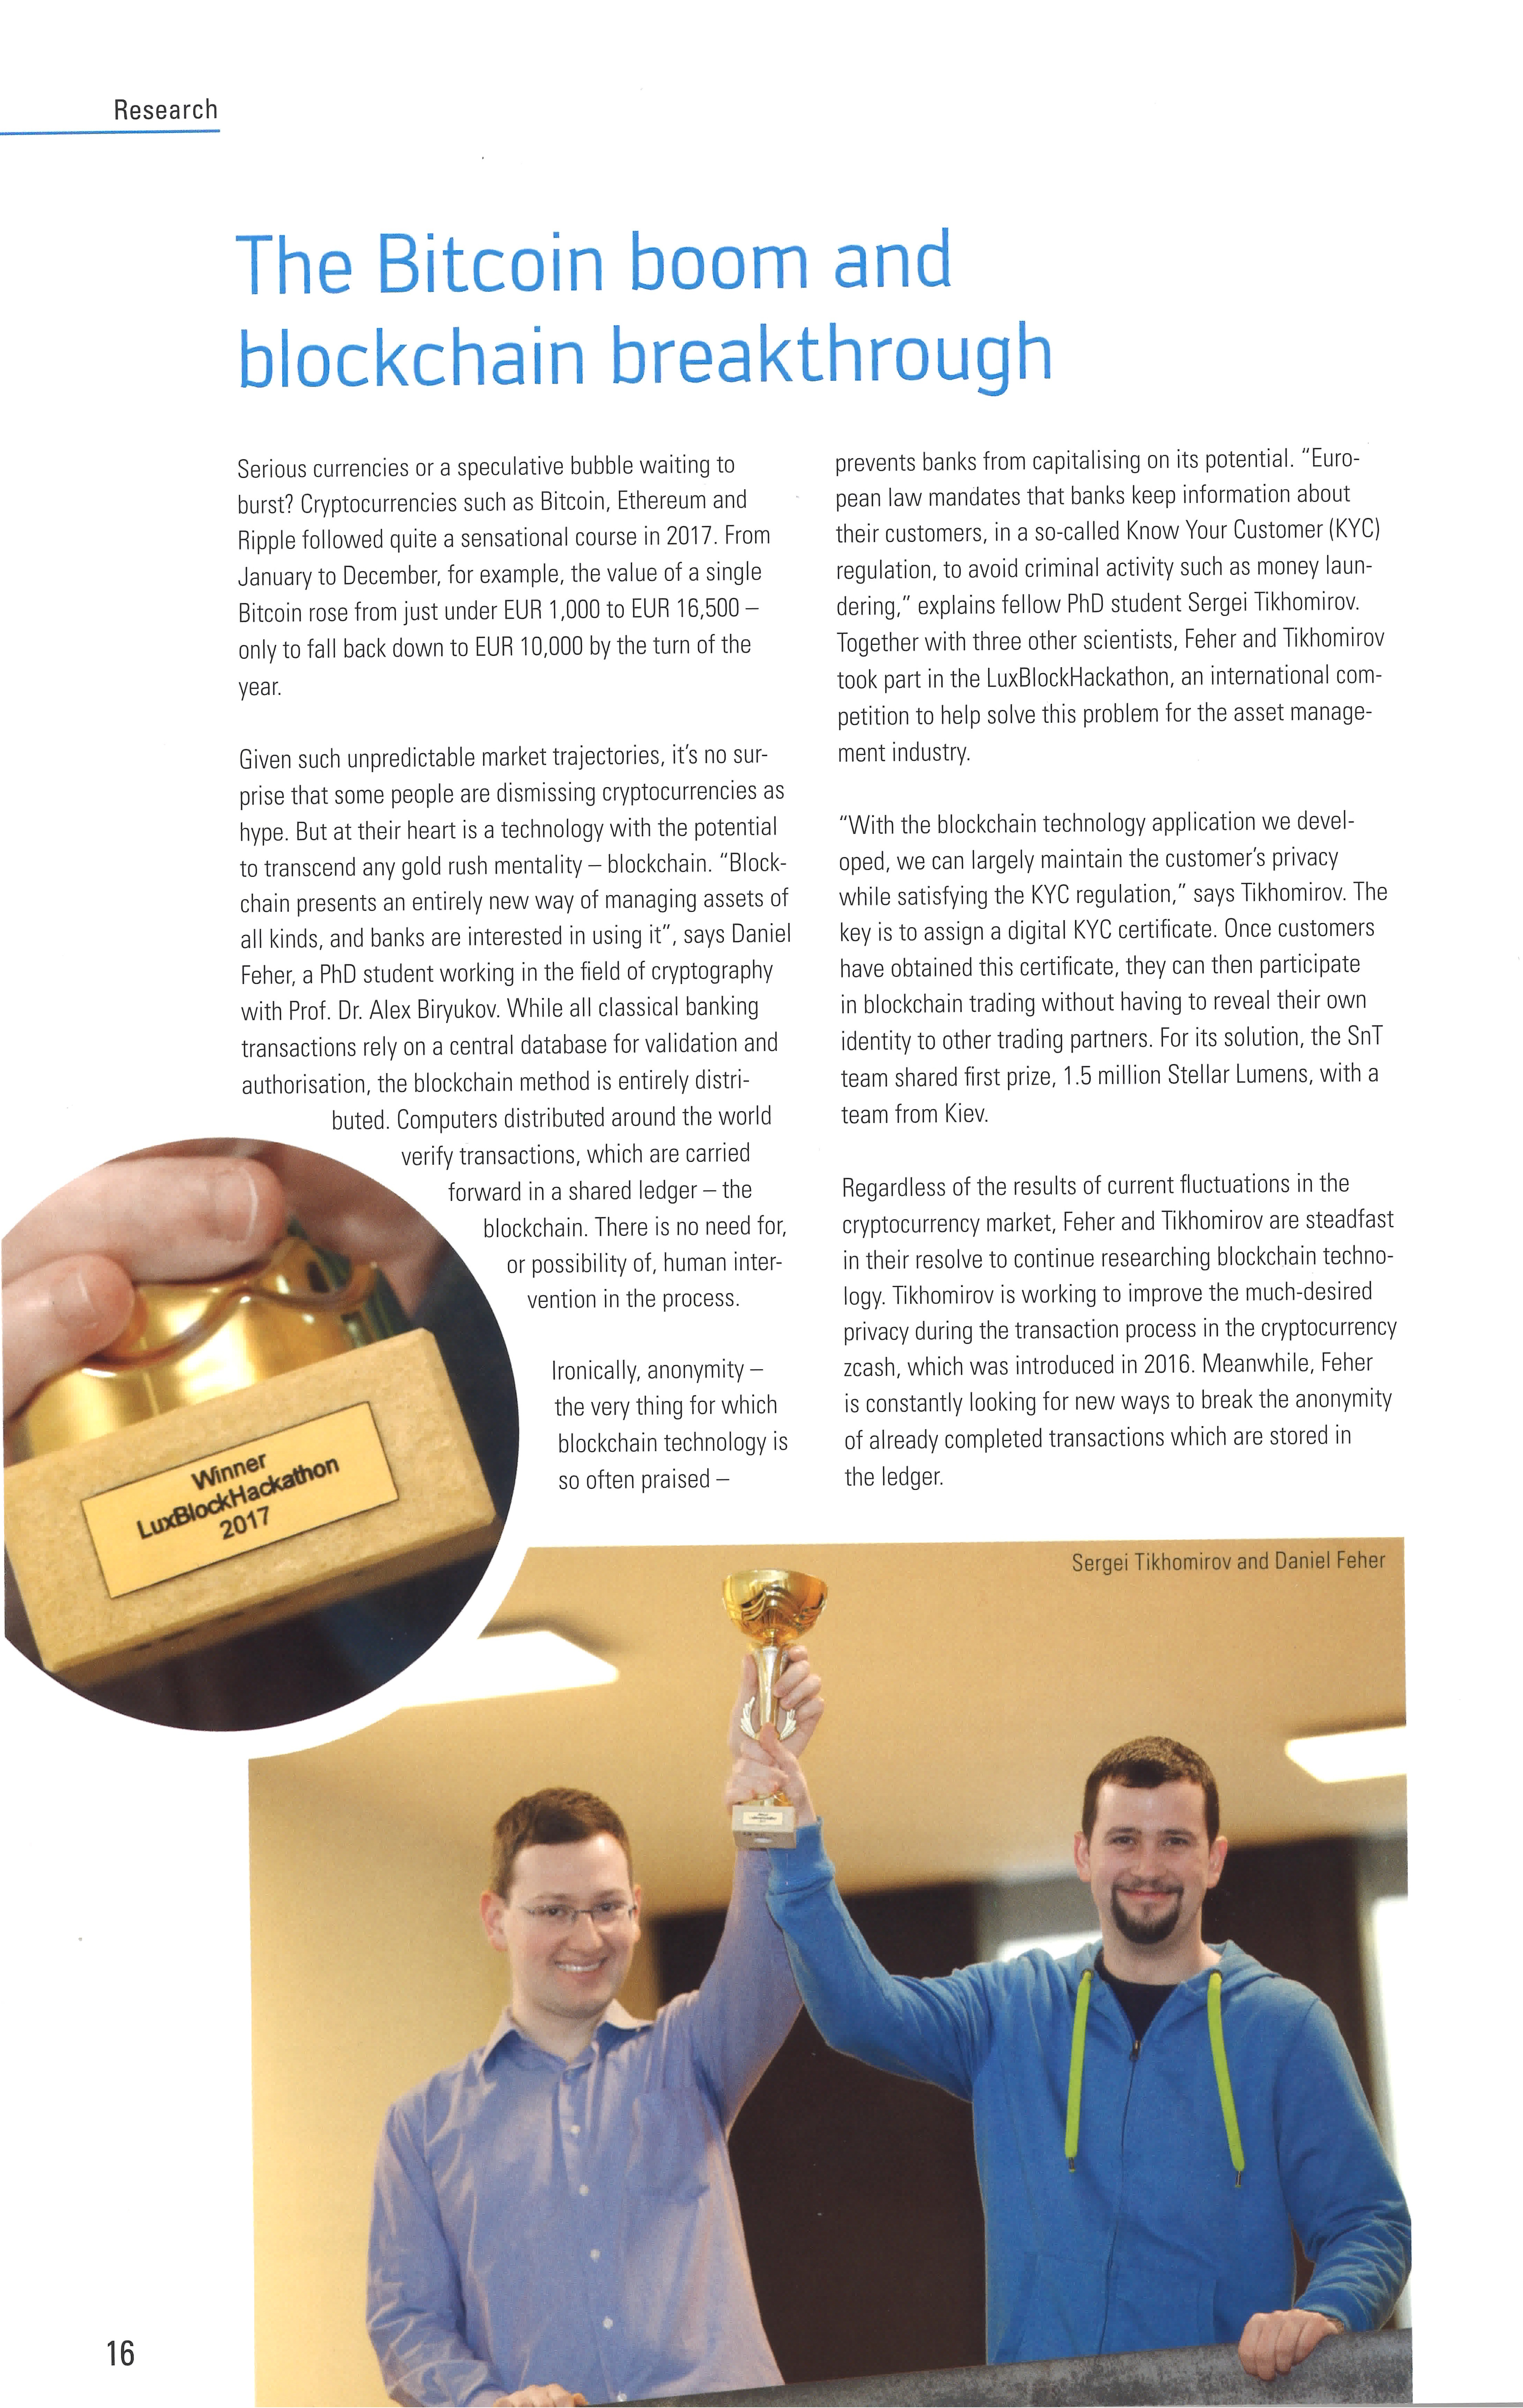 Research
The Bitcoin boom and
blockchain breakthrough
Serious currencies or a speculative bubble waiting to
burst? Cryptocurrencies such as Bitcoin, Ethereum and
Ripple followed quite a sensational course in 2017. From
January to December, for example, the value of a single
Bitcoin rose from just under EUR 1,000 to EUR 16,500 –
only to fall back down to EUR 10,000 by the turn of the
year.
Given such unpredictable market trajectories, it's no sur-
prise that some people are dismissing cryptocurrencies as
hype. But at their heart is a technology with the potential
to transcend any gold rush mentality – blockchain. “Block-
chain presents an entirely new way of managing assets of
all kinds, and banks are interested in using it”, says Daniel
Feher, a PhD student working in the field of cryptography
with Prof. Dr. Alex Biryukov. While all classical banking
transactions rely on a central database for validation and
authorisation, the blockchain method is entirely distri-
buted. Computers distributed around the world
verify transactions, which are carried
forward in a shared ledger – the
blockchain. There is no need for,
or possibility of, human inter-
vention in the process.
Ironically, anonymity –
the very thing for which
blockchain technology is
so often praised –
prevents banks from capitalising on its potential. “Euro-
pean law mandates that banks keep information about
their customers, in a so-called Know Your Customer (KYC)
regulation, to avoid criminal activity such as money laun-
dering,” explains fellow PhD student Sergei Tikhomirov.
Together with three other scientists, Feher and Tikhomirov
took part in the LuxBlockHackathon, an international com-
petition to help solve this problem for the asset manage-
ment industry.
“With the blockchain technology application we devel-
oped, we can largely maintain the customer's privacy
while satisfying the KYC regulation,” says Tikhomirov. The
key is to assign a digital KYC certificate. Once customers
have obtained this certificate, they can then participate
in blockchain trading without having to reveal their own
identity to other trading partners. For its solution, the SnT
team shared first prize, 1.5 million Stellar Lumens, with a
team from Kiev.
Regardless of the results of current fluctuations in the
cryptocurrency market, Feher and Tikhomirov are steadfast
in their resolve to continue researching blockchain techno-
logy. Tikhomirov is working to improve the much-desired
privacy during the transaction process in the cryptocurrency
zcash, which was introduced in 2016. Meanwhile, Feher
is constantly looking for new ways to break the anonymity
of already completed transactions which are stored in
the ledger.
Winner
LuxBlockHackathon
2017
Sergei Tikhomirov and Daniel Feher
16